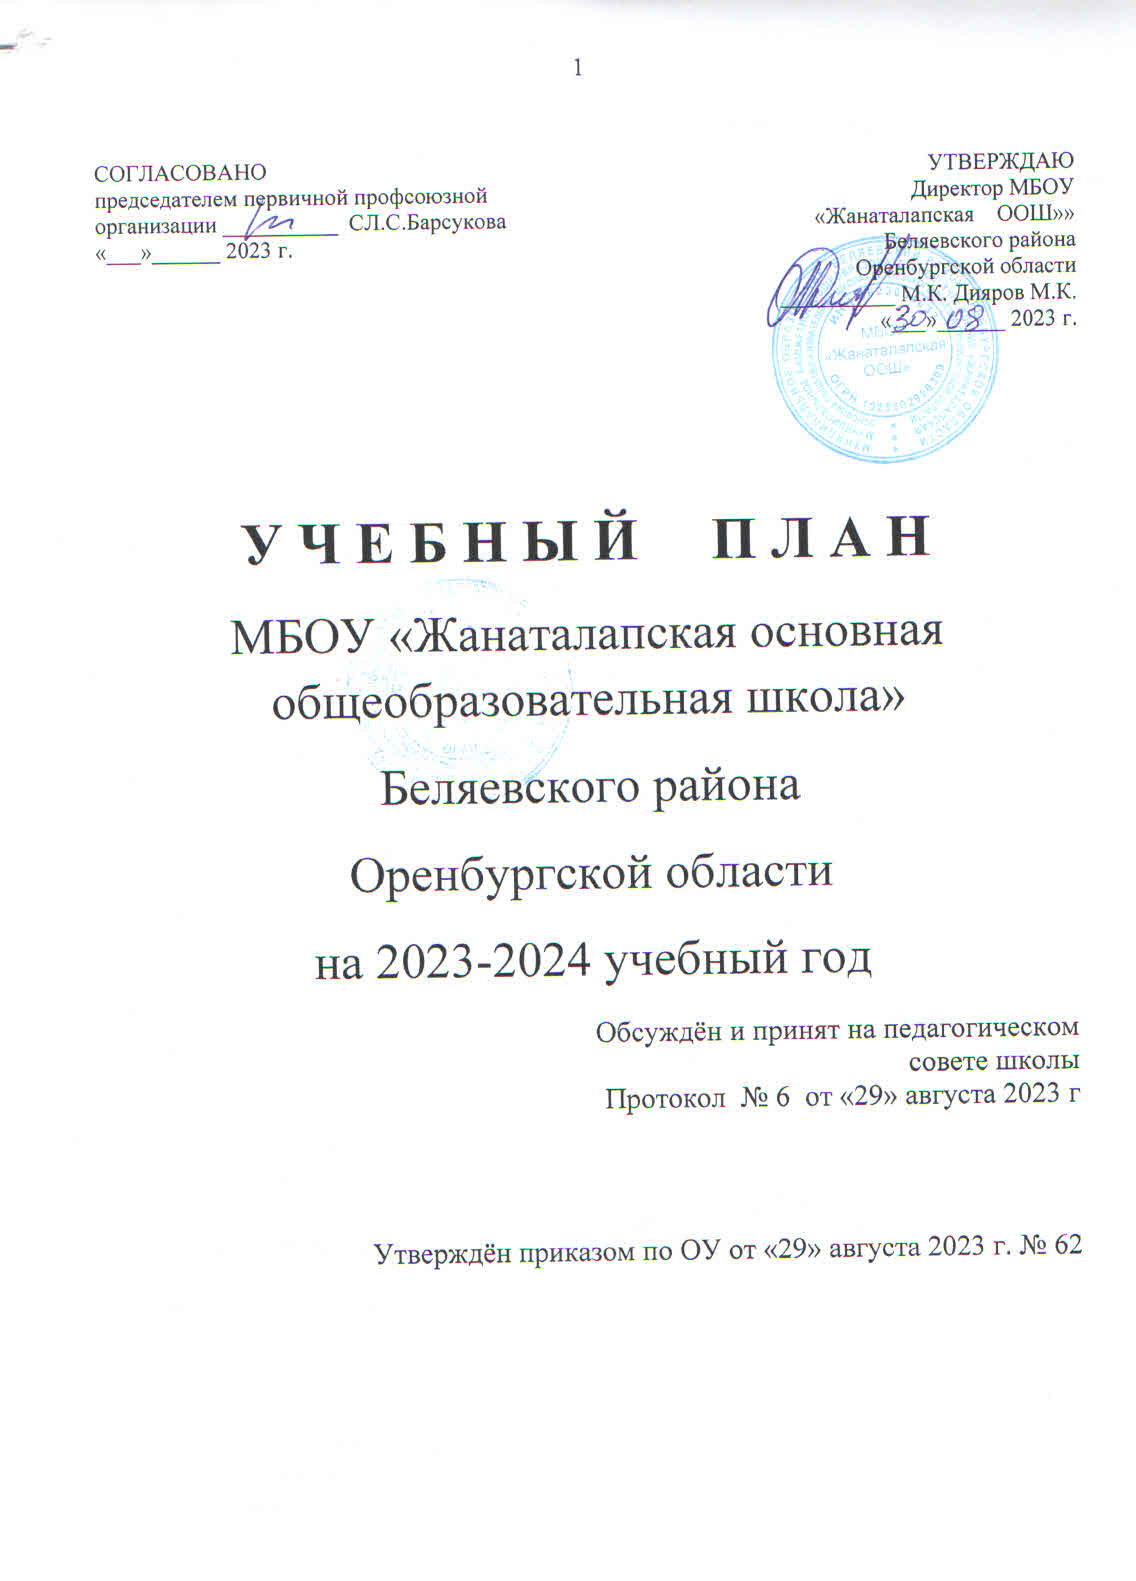 1
СОГЛАСОВАНО
председателем первичной профсоюзной
организации __________ СЛ.С.Барсукова
«___»______ 2023 г.
УТВЕРЖДАЮ
Директор МБОУ
«Жанаталапская ООШ»»
Беляевского района
Оренбургской области
__________ М.К. Дияров М.К.
«30» 08 2023 г.
«Жанаталапская
ООШ»
У Ч Е Б Н Ы Й П Л А Н
МБОУ «Жанаталапская основная
общеобразовательная школа»
Беляевского района
Оренбургской области
на 2023-2024 учебный год
Обсуждён и принят на педагогическом
совете школы
Протокол № 6 от «29» августа 2023 г
Утверждён приказом по ОУ от «29» августа 2023 г. № 62